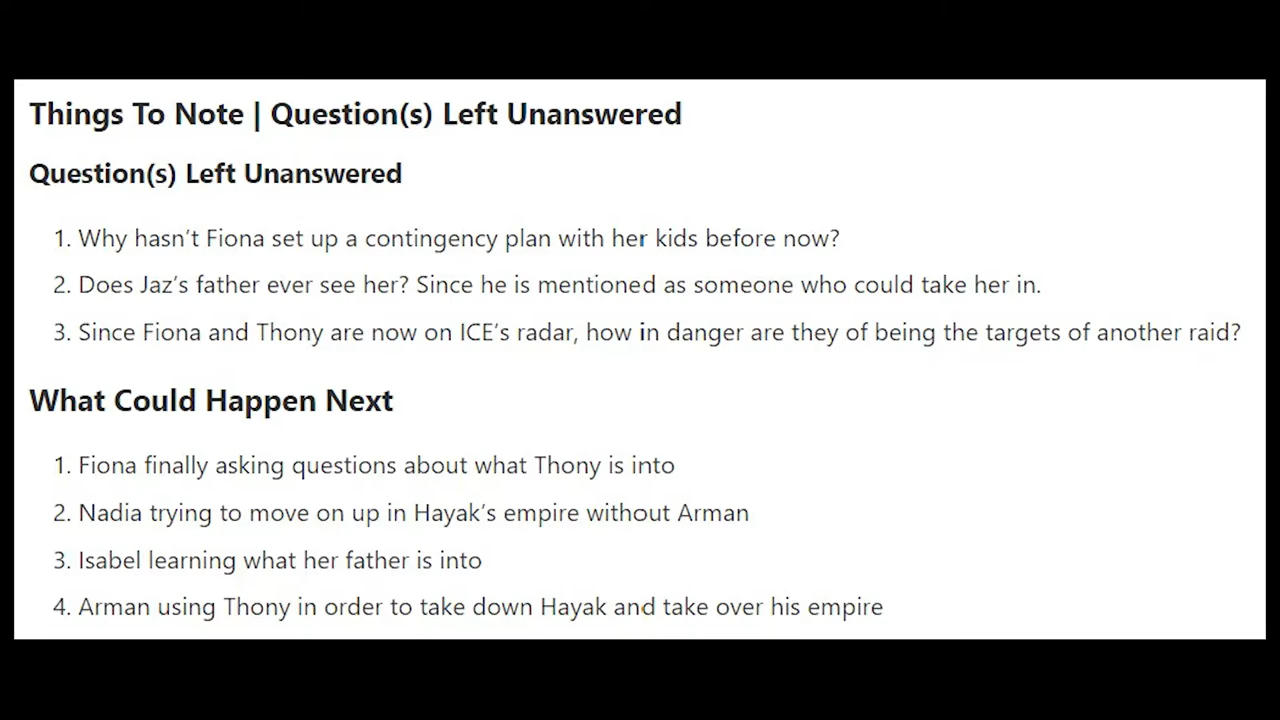 Things To Note | Question(s) Left Unanswered
Question(s) Left Unanswered
1. Why hasn’t Fiona set up a contingency plan with her kids before now?
2. Does Jaz’s father ever see her? Since he is mentioned as someone who could take her in.
3. Since Fiona and Thony are now on ICE’s radar, how in danger are they of being the targets of another raid?
What Could Happen Next
1. Fiona finally asking questions about what Thony is into
2. Nadia trying to move on up in Hayak’s empire without Arman
3. Isabel learning what her father is into
4. Arman using Thony in order to take down Hayak and take over his empire